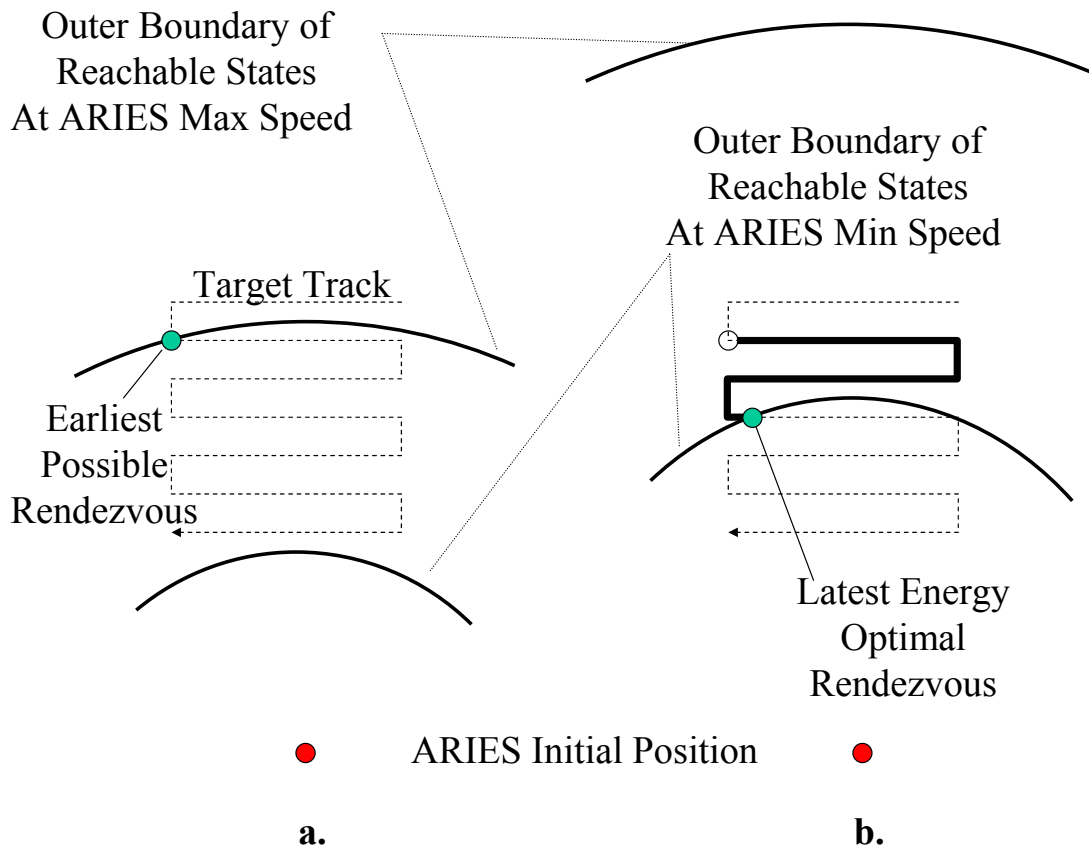 Outer Boundary of
Reachable States
At ARIES Max Speed
Outer Boundary of
Reachable States
At ARIES Min Speed
Target Track
Earliest
Possible
Rendezvous
Latest Energy
Optimal
Rendezvous
ARIES Initial Position
a.
b.